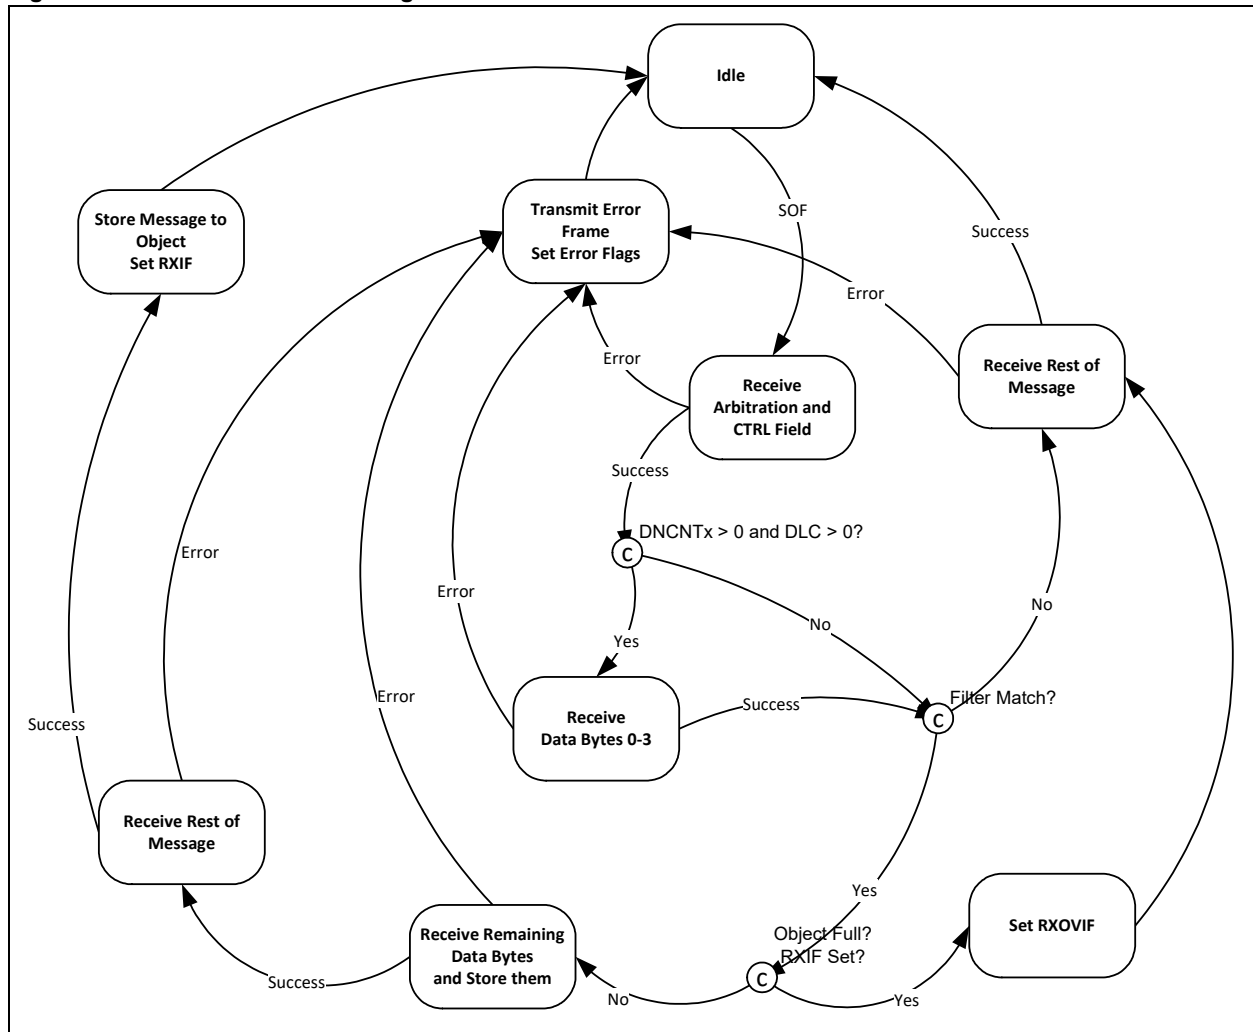 Idle
SOF
Transmit Error
Frame
Set Error Flags
Store Message to
Object
Set RXIF
Success
Error
Receive Rest of
Message
Error
Receive
Arbitration and
CTRL Field
Success
DNCNTx > 0 and DLC > 0?
C
Error
Error
No
No
Yes
Receive
Data Bytes 0-3
Success
Filter Match?
C
Error
Success
Receive Rest of
Message
Yes
Receive Remaining
Data Bytes
and Store them
Object Full?
RXIF Set?
C
Set RXOVIF
Success
No
Yes